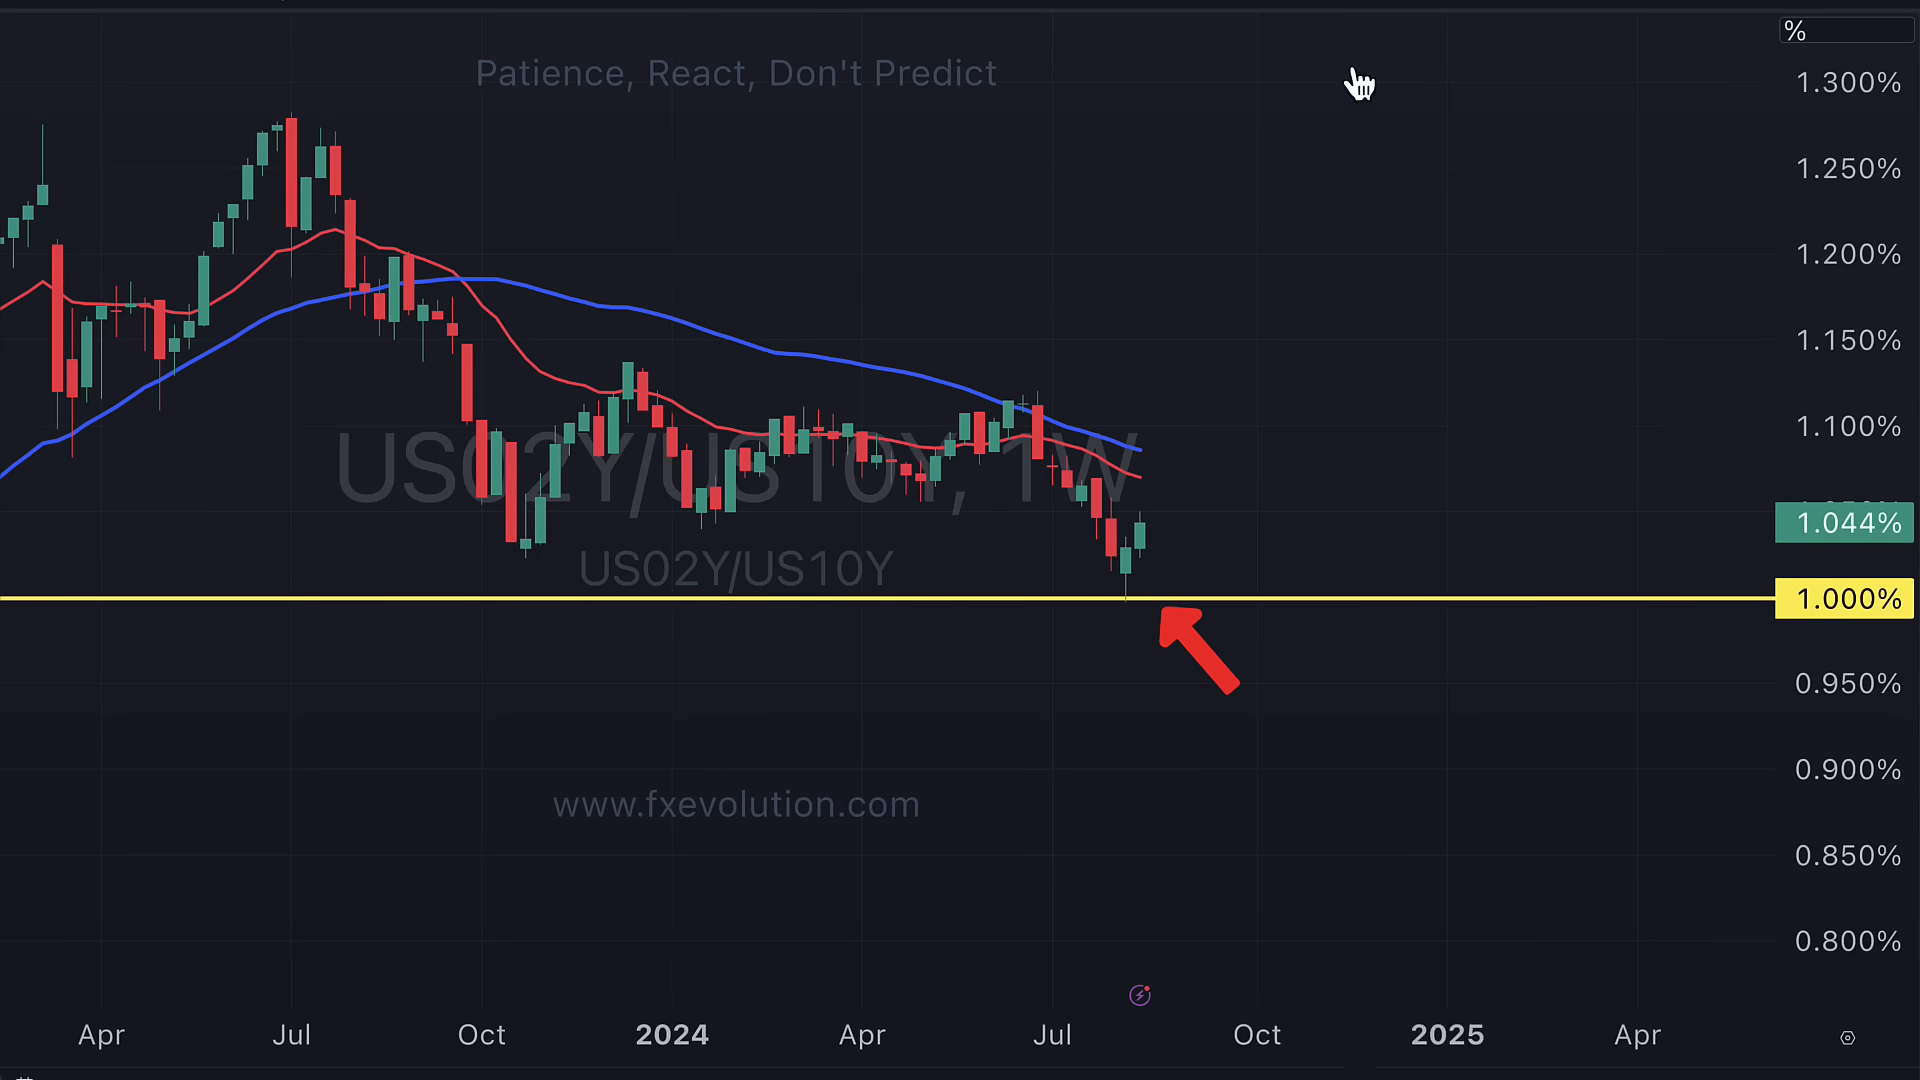 %
Patience, React, Don't Predict
1.300%
1.250%
1.200%
1.150%
1.100%
US02Y/US10Y, 1W
1.044%
US02Y/US10Y
1.000%
0.950%
0.900%
www.fxevolution.com
0.850%
0.800%
Apr Jul Oct 2024 Apr Jul Oct 2025 Apr